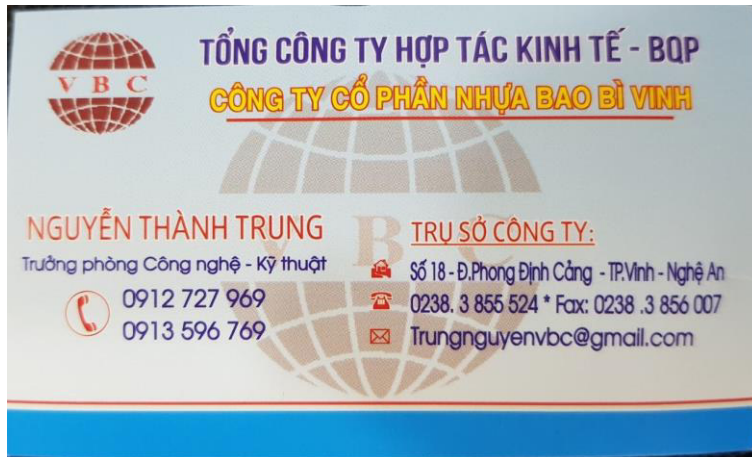 VBC
TỔNG CÔNG TY HỢP TÁC KINH TẾ - BQP
CÔNG TY CỔ PHẦN NHỰA BAO BÌ VINH
NGUYỄN THÀNH TRUNG
Trưởng phòng Công nghệ - Kỹ thuật
0912 727 969
0913 596 769
VBC
TRỤ SỞ CÔNG TY:
Số 18 - Đ.Phong Định Cảng - TP.Vinh - Nghệ An
0238. 3 855 524 * Fax: 0238 .3 856 007
Trungnguyenvbc@gmail.com